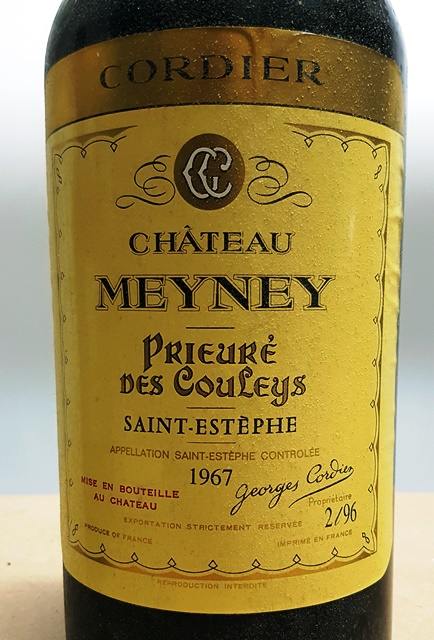 CORDIER
CHÂTEAU
MEYNEY
PRIEURÉ
DES COULEYS
SAINT-ESTÈPHE
APPELLATION SAINT-ESTÈPHE CONTROLÉE
1967
MISE EN BOUTEILLE
AU CHATEAU
Georges Cordier
Propriétaire
2/96
EXPORTATION STRICTEMENT RÉSERVÉE
PRODUCE OF FRANCE
IMPRIMÉ EN FRANCE
REPRODUCTION INTERDITE